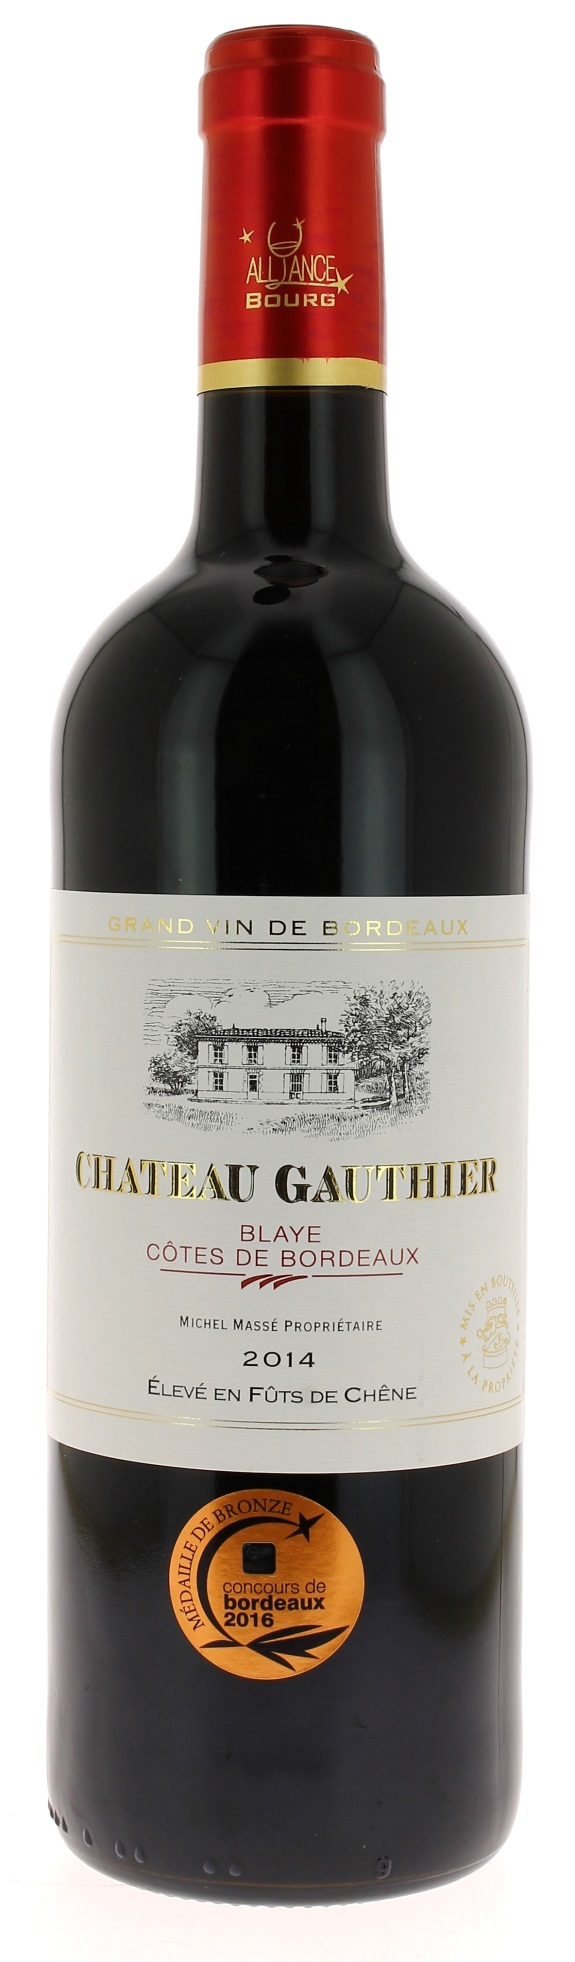 ALLIANCE
BOURG
GRAND VIN DE BORDEAUX
CHATEAU GAUTHIER
BLAYE
CÔTES DE BORDEAUX
MICHEL MASSÉ PROPRIÉTAIRE
2014
ÉLEVÉ EN FÛTS DE CHÊNE
MIS EN BOUTEILLE
À LA PROPRIÉTÉ
MÉDAILLE DE BRONZE
concours de
bordeaux
2016